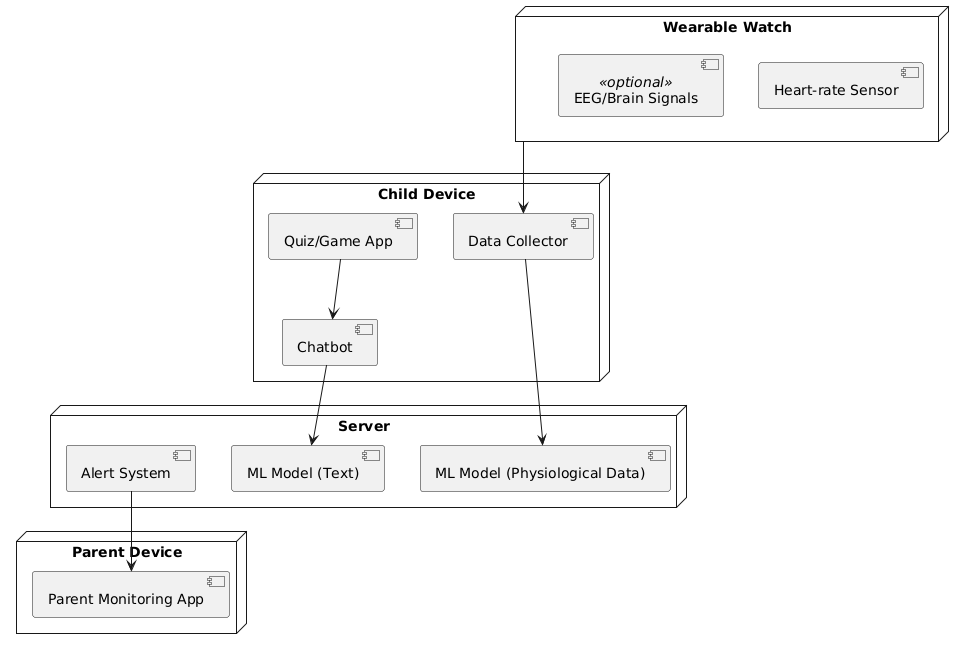 Wearable Watch
«optional»
EEG/Brain Signals
Heart-rate Sensor
Child Device
Quiz/Game App
Data Collector
Chatbot
Server
Alert System
ML Model (Text)
ML Model (Physiological Data)
Parent Device
Parent Monitoring App